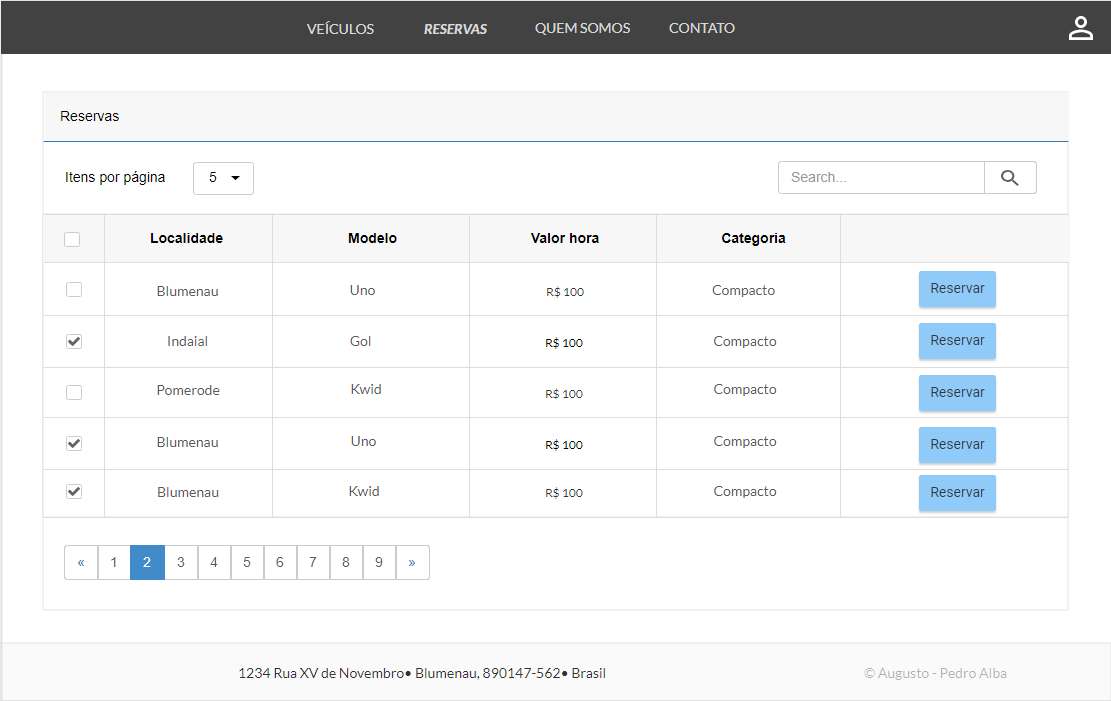 VEÍCULOS RESERVAS QUEM SOMOS CONTATO
Reservas
Itens por página 5 Search...
Localidade Modelo Valor hora Categoria
Blumenau Uno R$ 100 Compacto Reservar
Indaial Gol R$ 100 Compacto Reservar
Pomerode Kwid R$ 100 Compacto Reservar
Blumenau Uno R$ 100 Compacto Reservar
Blumenau Kwid R$ 100 Compacto Reservar
« 1 2 3 4 5 6 7 8 9 »
1234 Rua XV de Novembro• Blumenau, 890147-562• Brasil © Augusto - Pedro Alba